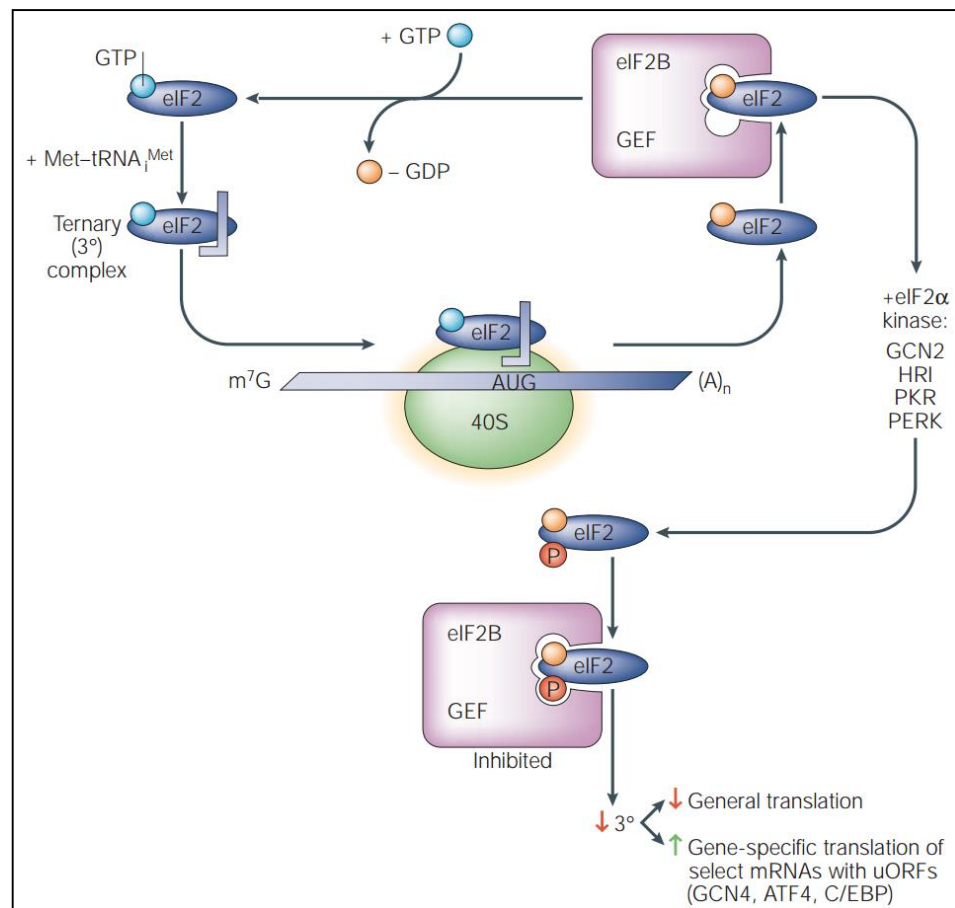 + GTP
GTP
eIF2
eIF2B
eIF2
GEF
– GDP
+ Met–tRNAᵢᴹᵉᵗ
eIF2
Ternary
(3°)
complex
eIF2
+eIF2α
kinase:
GCN2
HRI
PKR
PERK
eIF2
m⁷G
AUG
(A)ₙ
40S
eIF2
P
eIF2B
eIF2
P
GEF
Inhibited
↓ 3°
↓ General translation
↑ Gene-specific translation of
select mRNAs with uORFs
(GCN4, ATF4, C/EBP)